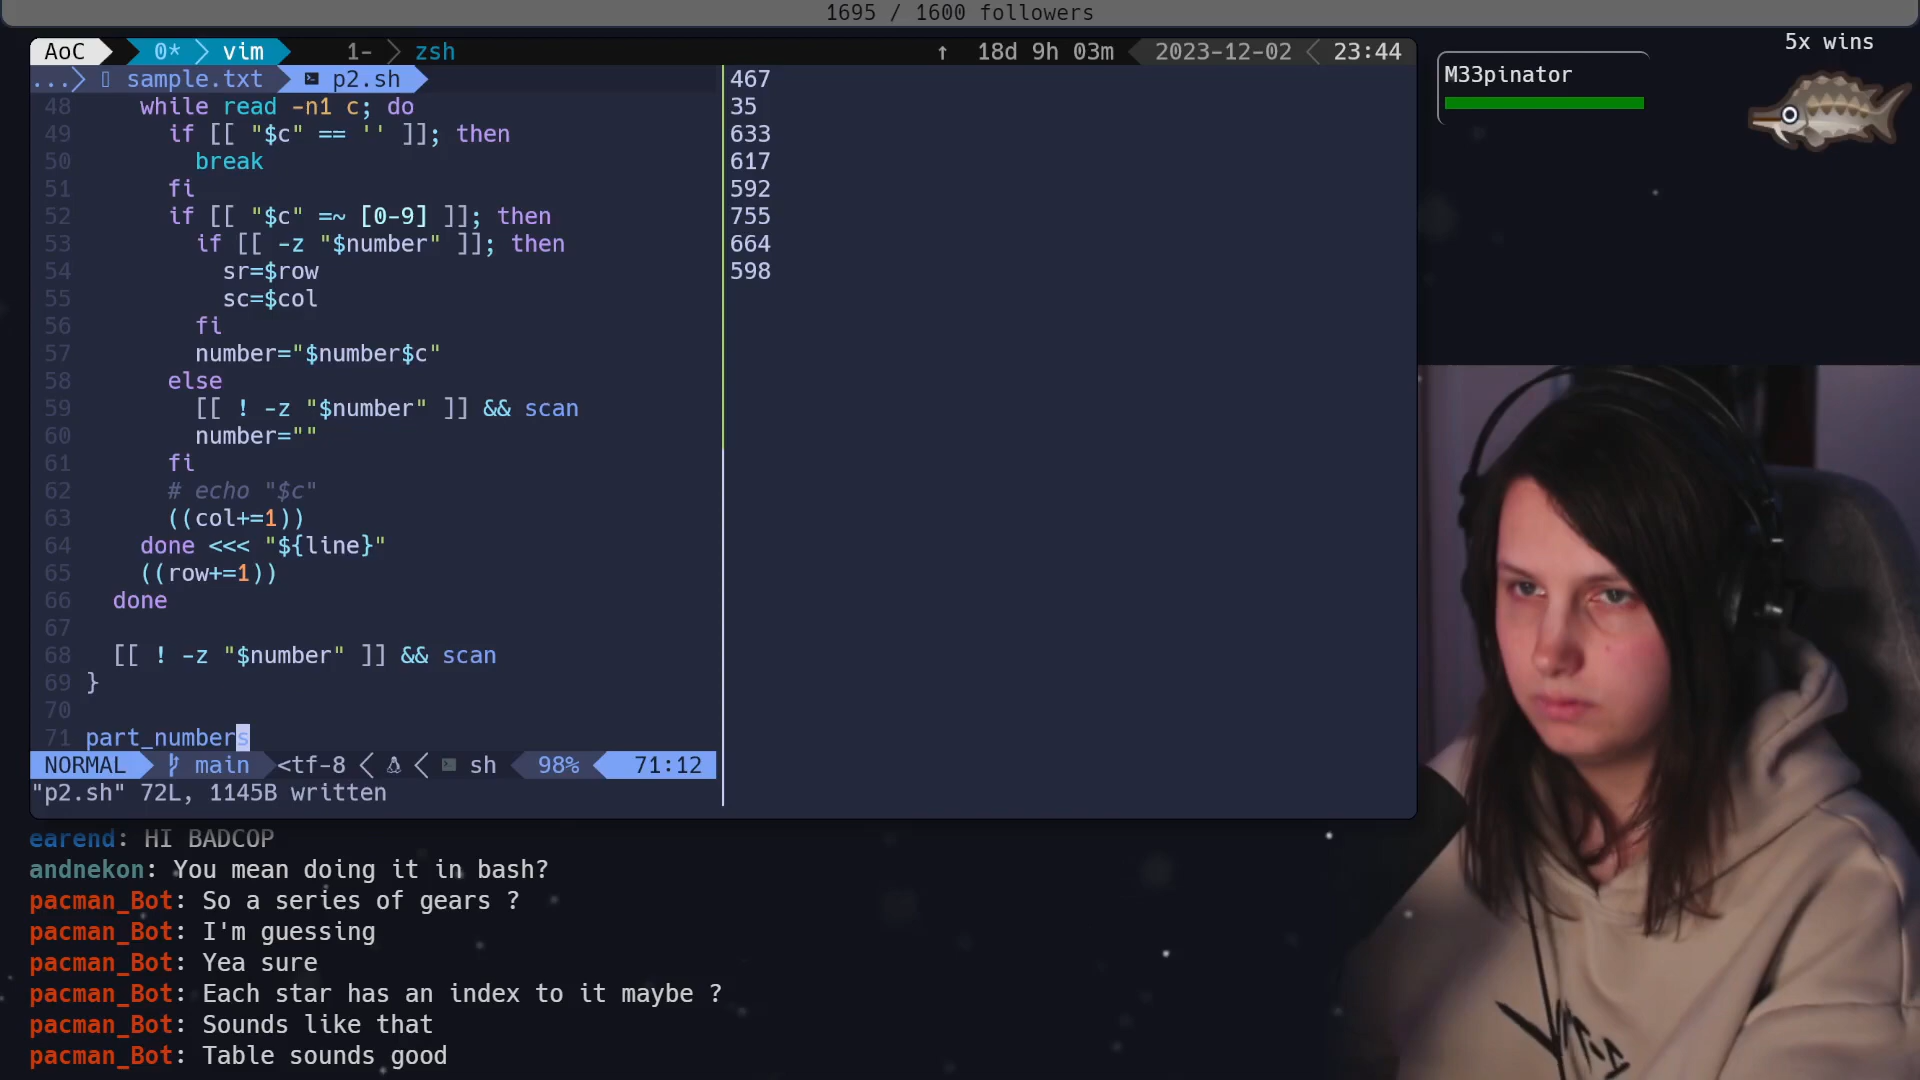 1695 / 1600 followers
AoC 0* vim 1- zsh ↑ 18d 9h 03m 2023-12-02 23:44
... sample.txt p2.sh
48 while read -n1 c; do
49 if [[ "$c" == '' ]]; then
50 break
51 fi
52 if [[ "$c" =~ [0-9] ]]; then
53 if [[ -z "$number" ]]; then
54 sr=$row
55 sc=$col
56 fi
57 number="$number$c"
58 else
59 [[ ! -z "$number" ]] && scan
60 number=""
61 fi
62 # echo "$c"
63 ((col+=1))
64 done <<< "${line}"
65 ((row+=1))
66 done
67
68 [[ ! -z "$number" ]] && scan
69 }
70
71 part_numbers
NORMAL main <tf-8 sh 98% 71:12
"p2.sh" 72L, 1145B written
467
35
633
617
592
755
664
598
M33pinator
5x wins
earend: HI BADCOP
andnekon: You mean doing it in bash?
pacman_Bot: So a series of gears ?
pacman_Bot: I'm guessing
pacman_Bot: Yea sure
pacman_Bot: Each star has an index to it maybe ?
pacman_Bot: Sounds like that
pacman_Bot: Table sounds good